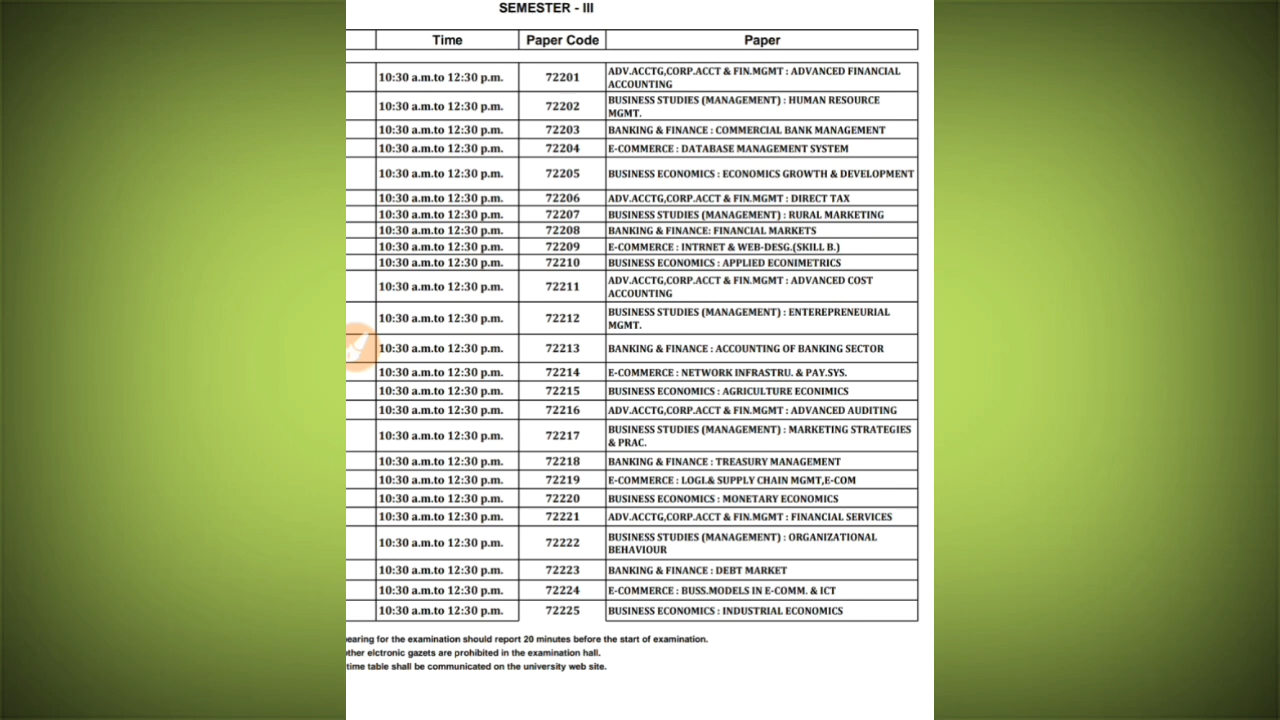 SEMESTER - III
Time Paper Code Paper
10:30 a.m.to 12:30 p.m. 72201 ADV.ACCTG,CORP.ACCT & FIN.MGMT : ADVANCED FINANCIAL
ACCOUNTING
10:30 a.m.to 12:30 p.m. 72202 BUSINESS STUDIES (MANAGEMENT) : HUMAN RESOURCE
MGMT.
10:30 a.m.to 12:30 p.m. 72203 BANKING & FINANCE : COMMERCIAL BANK MANAGEMENT
10:30 a.m.to 12:30 p.m. 72204 E-COMMERCE : DATABASE MANAGEMENT SYSTEM
10:30 a.m.to 12:30 p.m. 72205 BUSINESS ECONOMICS : ECONOMICS GROWTH & DEVELOPMENT
10:30 a.m.to 12:30 p.m. 72206 ADV.ACCTG,CORP.ACCT & FIN.MGMT : DIRECT TAX
10:30 a.m.to 12:30 p.m. 72207 BUSINESS STUDIES (MANAGEMENT) : RURAL MARKETING
10:30 a.m.to 12:30 p.m. 72208 BANKING & FINANCE: FINANCIAL MARKETS
10:30 a.m.to 12:30 p.m. 72209 E-COMMERCE : INTRNET & WEB-DESG.(SKILL B.)
10:30 a.m.to 12:30 p.m. 72210 BUSINESS ECONOMICS : APPLIED ECONIMETRICS
10:30 a.m.to 12:30 p.m. 72211 ADV.ACCTG,CORP.ACCT & FIN.MGMT : ADVANCED COST
ACCOUNTING
10:30 a.m.to 12:30 p.m. 72212 BUSINESS STUDIES (MANAGEMENT) : ENTEREPRENEURIAL
MGMT.
10:30 a.m.to 12:30 p.m. 72213 BANKING & FINANCE : ACCOUNTING OF BANKING SECTOR
10:30 a.m.to 12:30 p.m. 72214 E-COMMERCE : NETWORK INFRASTRU. & PAY.SYS.
10:30 a.m.to 12:30 p.m. 72215 BUSINESS ECONOMICS : AGRICULTURE ECONIMICS
10:30 a.m.to 12:30 p.m. 72216 ADV.ACCTG,CORP.ACCT & FIN.MGMT : ADVANCED AUDITING
10:30 a.m.to 12:30 p.m. 72217 BUSINESS STUDIES (MANAGEMENT) : MARKETING STRATEGIES
& PRAC.
10:30 a.m.to 12:30 p.m. 72218 BANKING & FINANCE : TREASURY MANAGEMENT
10:30 a.m.to 12:30 p.m. 72219 E-COMMERCE : LOGI.& SUPPLY CHAIN MGMT,E-COM
10:30 a.m.to 12:30 p.m. 72220 BUSINESS ECONOMICS : MONETARY ECONOMICS
10:30 a.m.to 12:30 p.m. 72221 ADV.ACCTG,CORP.ACCT & FIN.MGMT : FINANCIAL SERVICES
10:30 a.m.to 12:30 p.m. 72222 BUSINESS STUDIES (MANAGEMENT) : ORGANIZATIONAL
BEHAVIOUR
10:30 a.m.to 12:30 p.m. 72223 BANKING & FINANCE : DEBT MARKET
10:30 a.m.to 12:30 p.m. 72224 E-COMMERCE : BUSS.MODELS IN E-COMM. & ICT
10:30 a.m.to 12:30 p.m. 72225 BUSINESS ECONOMICS : INDUSTRIAL ECONOMICS
earing for the examination should report 20 minutes before the start of examination.
ther elctronic gazets are prohibited in the examination hall.
time table shall be communicated on the university web site.